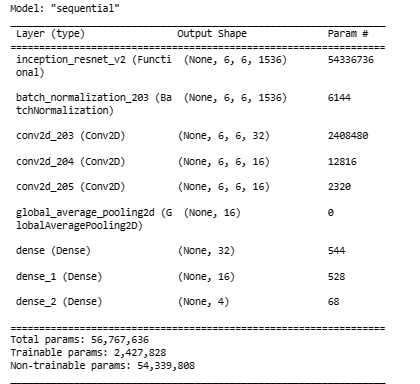 Model: "sequential"
Layer (type) Output Shape Param #
inception_resnet_v2 (Functi (None, 6, 6, 1536) 54336736
onal)
batch_normalization_203 (Ba (None, 6, 6, 1536) 6144
tchNormalization)
conv2d_203 (Conv2D) (None, 6, 6, 32) 2408480
conv2d_204 (Conv2D) (None, 6, 6, 16) 12816
conv2d_205 (Conv2D) (None, 6, 6, 16) 2320
global_average_pooling2d (G (None, 16) 0
lobalAveragePooling2D)
dense (Dense) (None, 32) 544
dense_1 (Dense) (None, 16) 528
dense_2 (Dense) (None, 4) 68
Total params: 56,767,636
Trainable params: 2,427,828
Non-trainable params: 54,339,808